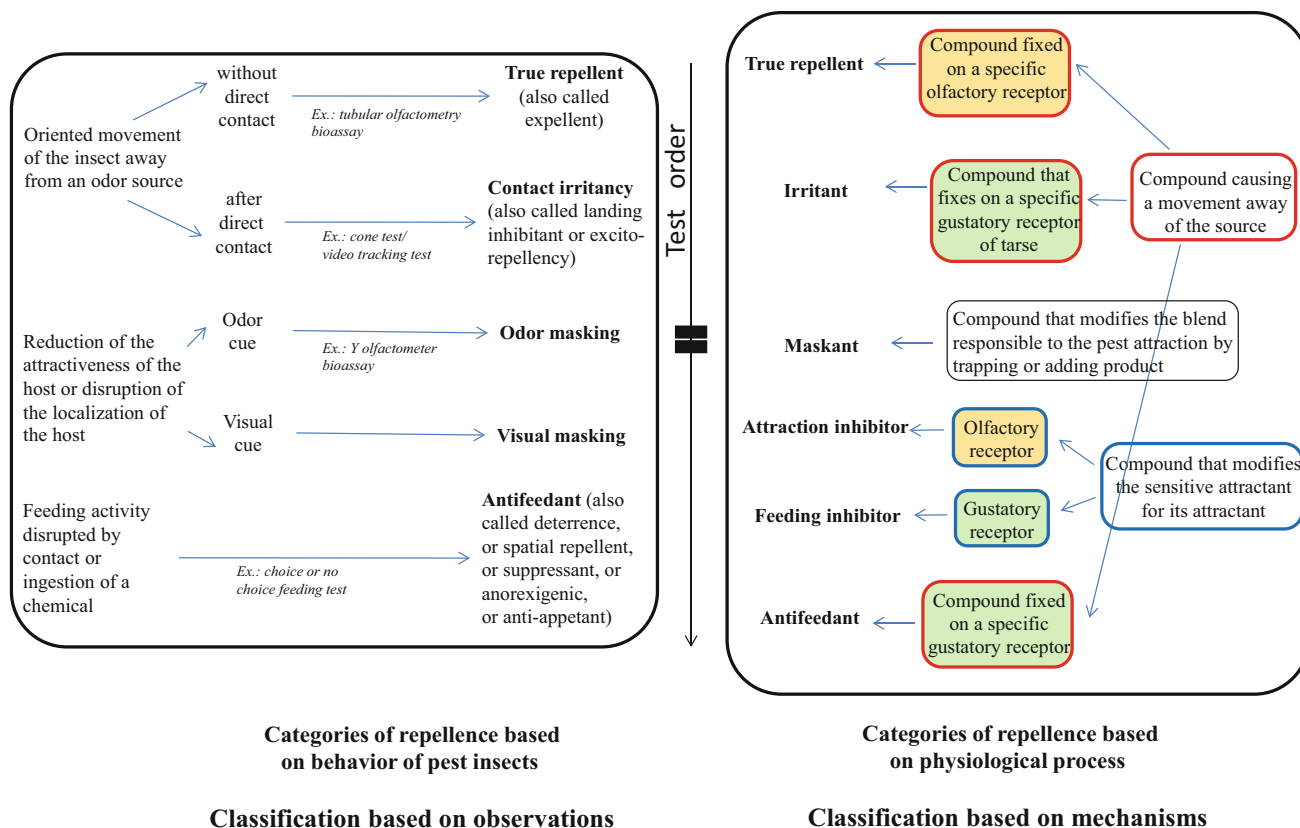 without
direct
contact
True repellent
(also called
expellent)
Ex.: tubular olfactometry
bioassay
Oriented movement
of the insect away
from an odor source
after
direct
contact
Contact irritancy
(also called landing
inhibitant or excito-
repellency)
Ex.: cone test/
video tracking test
Reduction of the
attractiveness of the
host or disruption of
the localization of
the host
Odor
cue
Odor masking
Ex.: Y olfactometer
bioassay
Visual
cue
Visual masking
Feeding activity
disrupted by
contact or
ingestion of a
chemical
Ex.: choice or no
choice feeding test
Antifeedant (also
called deterrence,
or spatial repellent,
or suppressant, or
anorexigenic,
or anti-appetant)
Test order
True repellent
Compound fixed
on a specific
olfactory receptor
Irritant
Compound that
fixes on a specific
gustatory receptor
of tarse
Compound causing
a movement away
of the source
Maskant
Compound that modifies the blend
responsible to the pest attraction by
trapping or adding product
Attraction inhibitor
Olfactory
receptor
Compound that modifies
the sensitive attractant
for its attractant
Feeding inhibitor
Gustatory
receptor
Antifeedant
Compound fixed
on a specific
gustatory receptor
Categories of repellence based
on behavior of pest insects
Classification based on observations
Categories of repellence based
on physiological process
Classification based on mechanisms